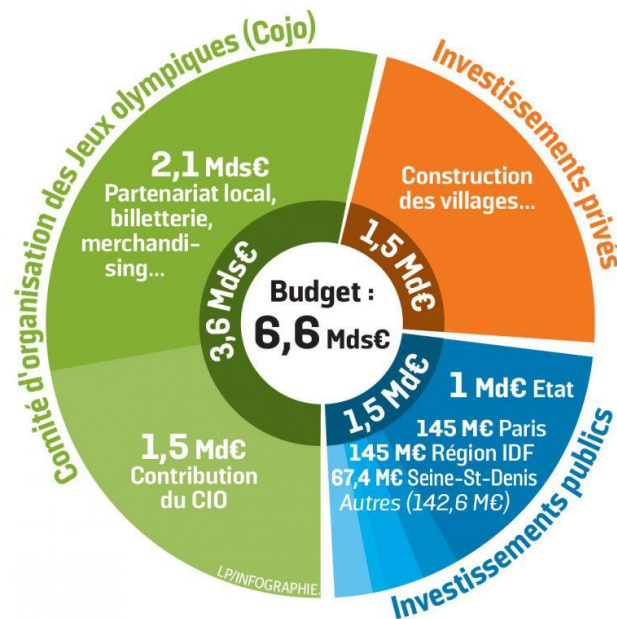 Comité d'organisation des Jeux olympiques (Cojo)
2,1 Mds€
Partenariat local,
billetterie,
merchandi-
sing...
3,6 Mds€
1,5 Md€
Contribution
du CIO
Budget :
6,6 Mds€
Investissements privés
Construction
des villages...
1,5 Md€
Investissements publics
1,5 Md€
1 Md€ Etat
145 M€ Paris
145 M€ Région IDF
67,4 M€ Seine-St-Denis
Autres (142,6 M€)
LP/INFOGRAPHIE.